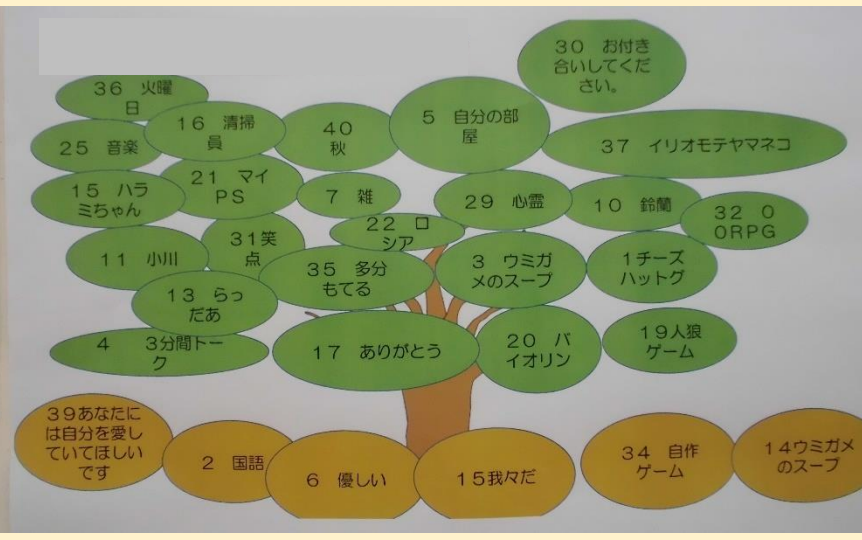 30 お付き
合いしてくだ
さい。
36 火曜
日
16 清掃
員
40
秋
5 自分の部
屋
25 音楽
37 イリオモテヤマネコ
15 ハラ
ミちゃん
21 マイ
PS
7 雑
29 心霊
10 鈴蘭
32 0
0RPG
22 ロ
シア
11 小川
31笑
点
35 多分
もてる
3 ウミガ
メのスープ
1チーズ
ハットグ
13 らっ
だあ
4 3分間トー
ク
17 ありがとう
20 バ
イオリン
19人狼
ゲーム
39あなたに
は自分を愛し
ていてほしい
です
2 国語
6 優しい
15我々だ
34 自作
ゲーム
14ウミガメ
のスープ